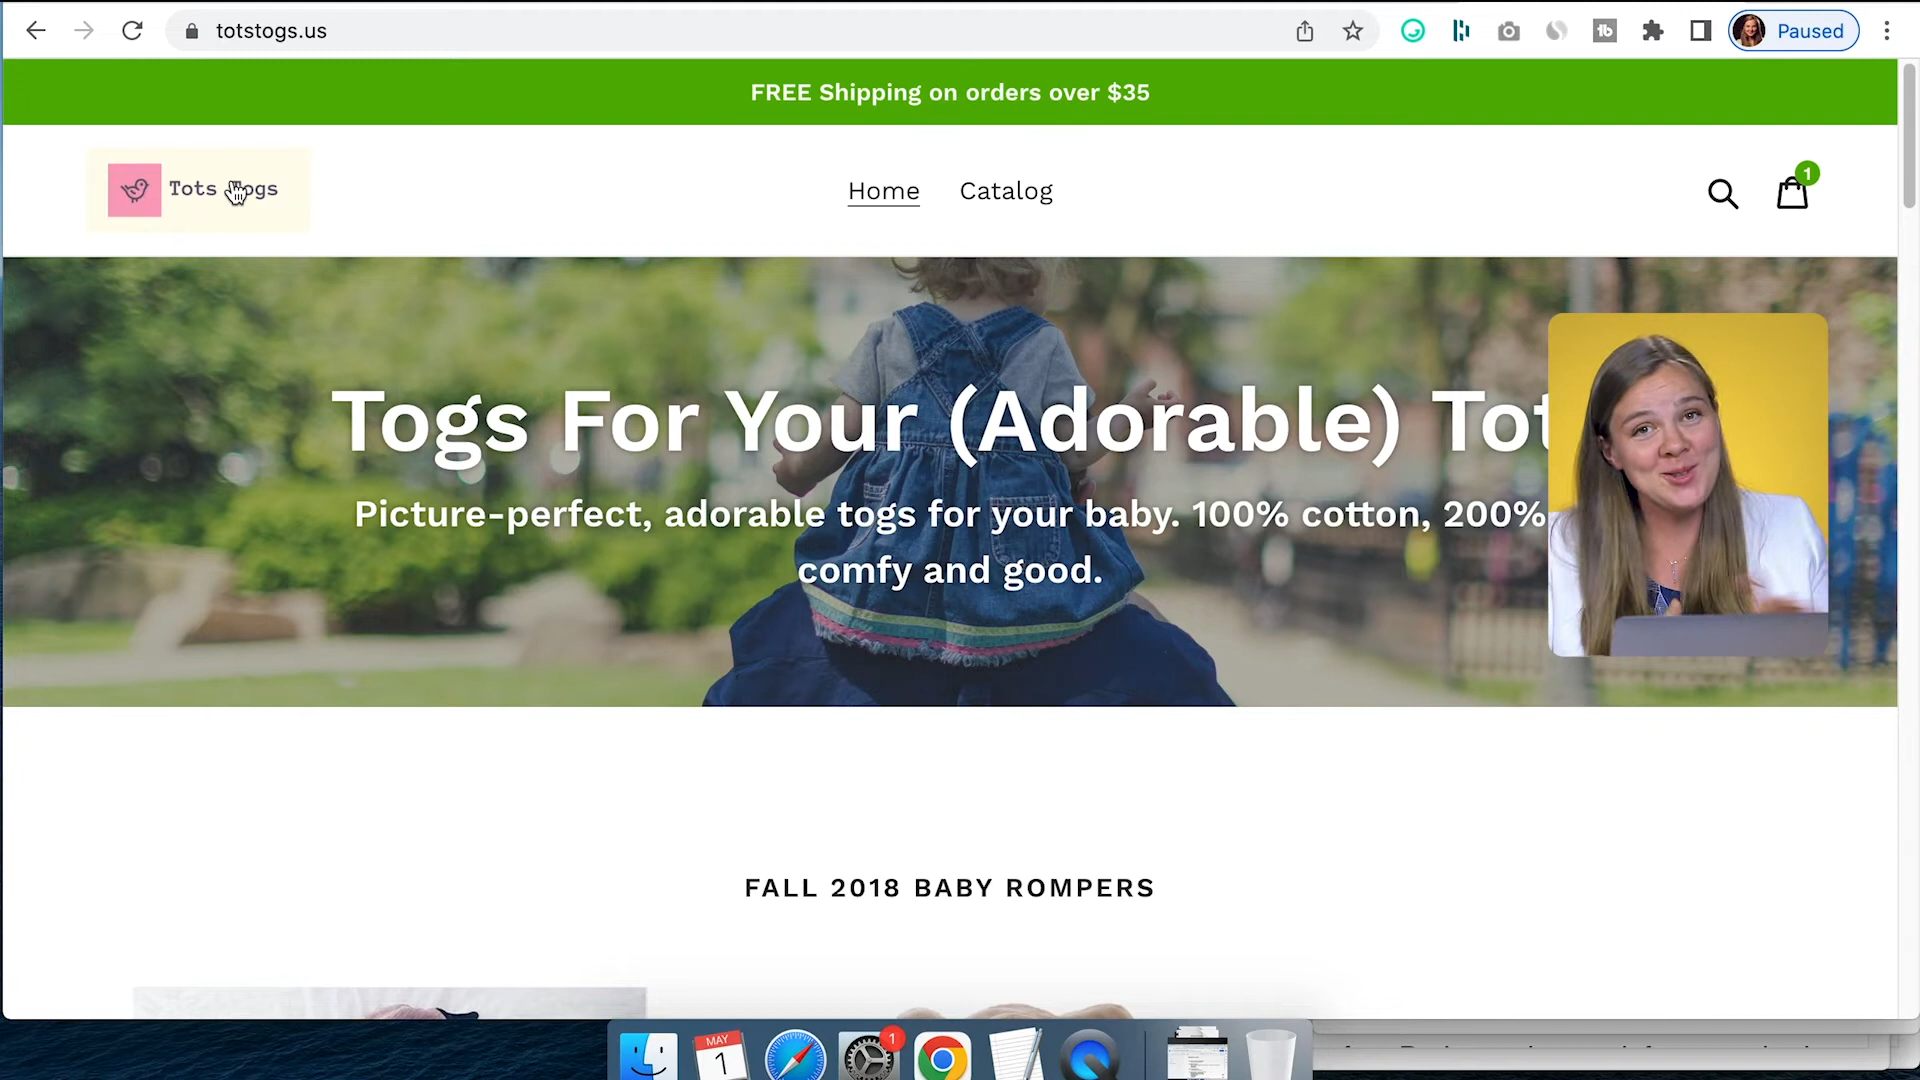 totstogs.us
Paused
FREE Shipping on orders over $35
Tots Togs
Home
Catalog
1
Togs For Your (Adorable)
Picture-perfect, adorable togs for your baby. 100% cotton, 200%
comfy and good.
FALL 2018 BABY ROMPERS
MAY
1
1